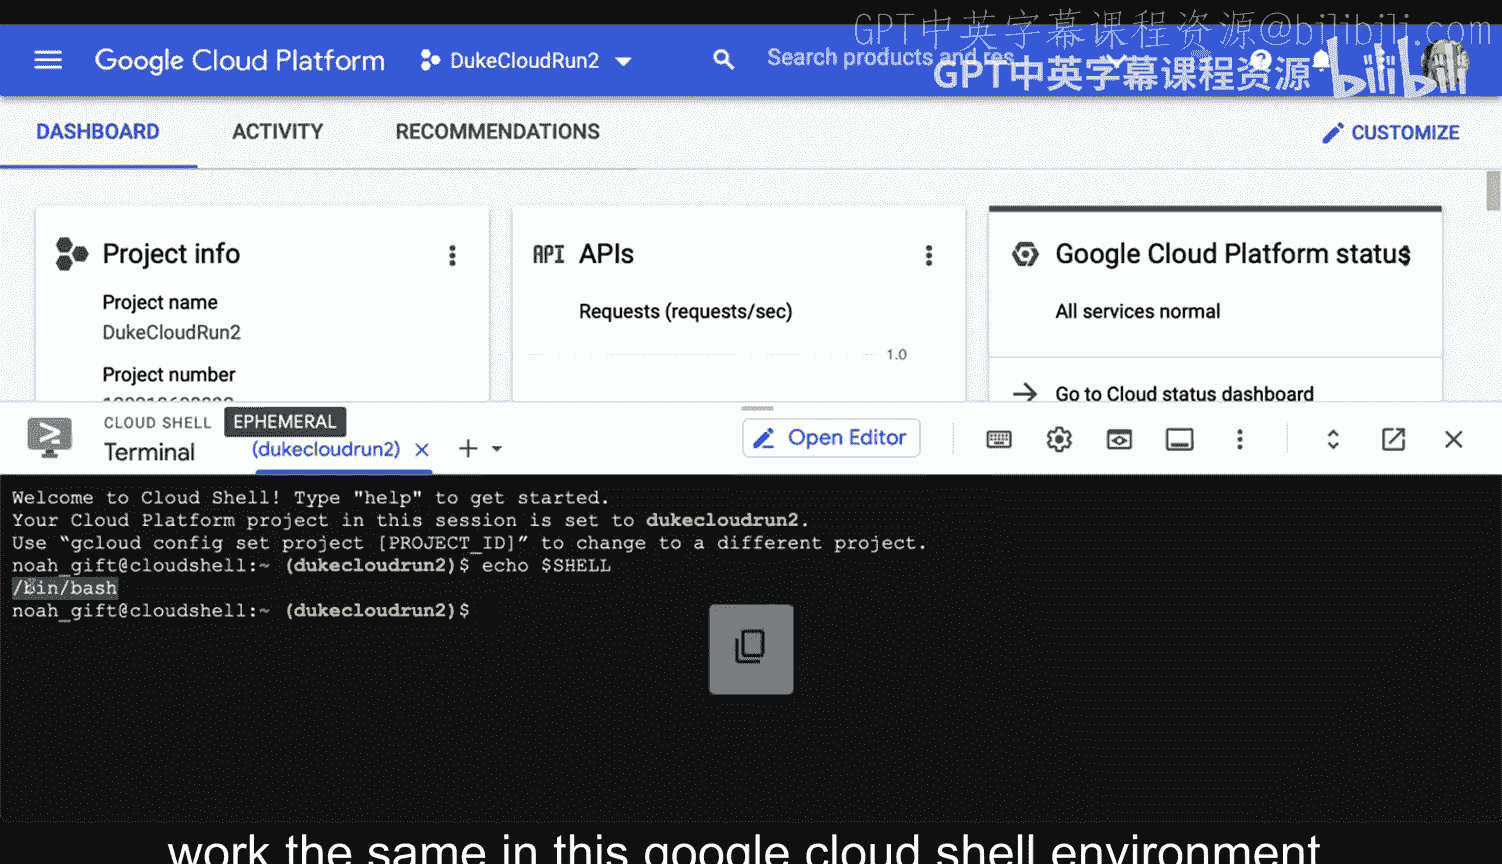 GPT中英字幕课程资源@bilibili.com
Google Cloud Platform
DukeCloudRun2
Search products and res
GPT中英字幕课程资源 bilibili
DASHBOARD
ACTIVITY
RECOMMENDATIONS
CUSTOMIZE
Project info
Project name
DukeCloudRun2
Project number
API APIs
Requests (requests/sec)
1.0
Google Cloud Platform status
All services normal
Go to Cloud status dashboard
CLOUD SHELL
Terminal
EPHEMERAL
(dukecloudrun2)
Open Editor
Welcome to Cloud Shell! Type "help" to get started.
Your Cloud Platform project in this session is set to dukecloudrun2.
Use “gcloud config set project [PROJECT_ID]” to change to a different project.
noah_gift@cloudshell:~ (dukecloudrun2)$ echo $SHELL
/bin/bash
noah_gift@cloudshell:~ (dukecloudrun2)$
work the same in this google cloud shell environment